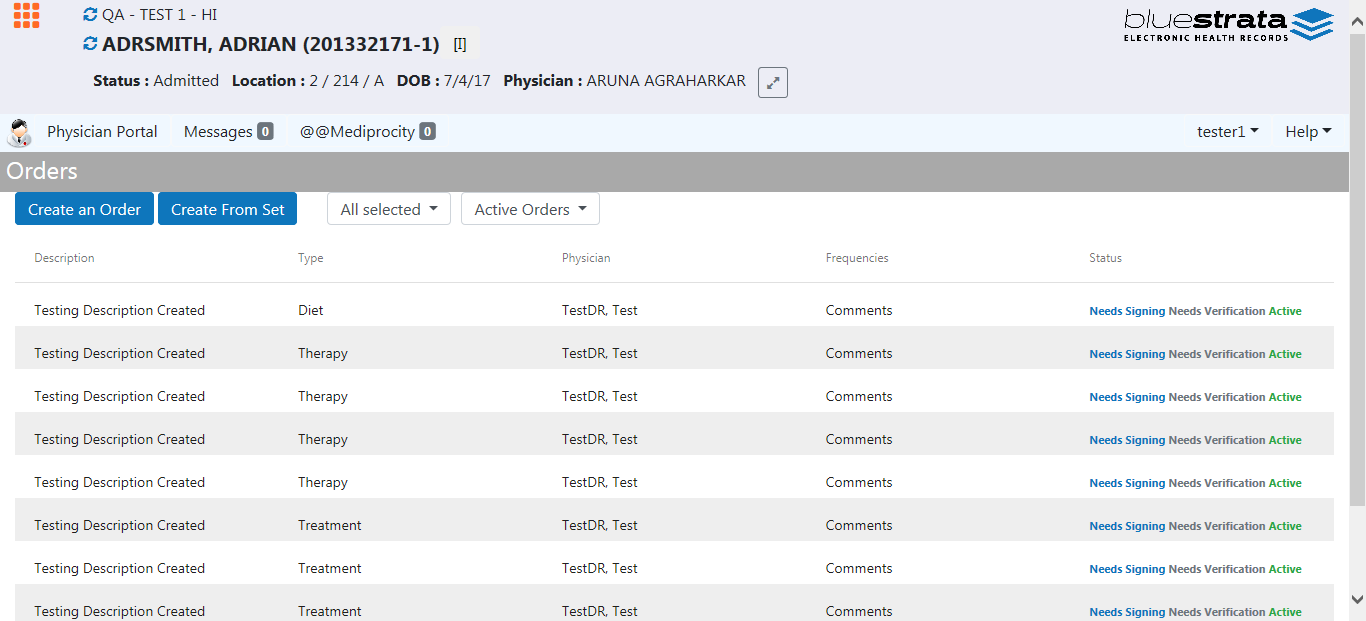 QA - TEST 1 - HI
bluestrata
ELECTRONIC HEALTH RECORDS
ADRSMITH, ADRIAN (201332171-1) [I]
Status : Admitted Location : 2 / 214 / A DOB : 7/4/17 Physician : ARUNA AGRAHARKAR
Physician Portal Messages 0 @@Mediprocity 0 tester1 Help
Orders
Create an Order Create From Set All selected Active Orders
Description Type Physician Frequencies Status
Testing Description Created Diet TestDR, Test Comments Needs Signing Needs Verification Active
Testing Description Created Therapy TestDR, Test Comments Needs Signing Needs Verification Active
Testing Description Created Therapy TestDR, Test Comments Needs Signing Needs Verification Active
Testing Description Created Therapy TestDR, Test Comments Needs Signing Needs Verification Active
Testing Description Created Therapy TestDR, Test Comments Needs Signing Needs Verification Active
Testing Description Created Treatment TestDR, Test Comments Needs Signing Needs Verification Active
Testing Description Created Treatment TestDR, Test Comments Needs Signing Needs Verification Active
Testing Description Created Treatment TestDR, Test Comments Needs Signing Needs Verification Active